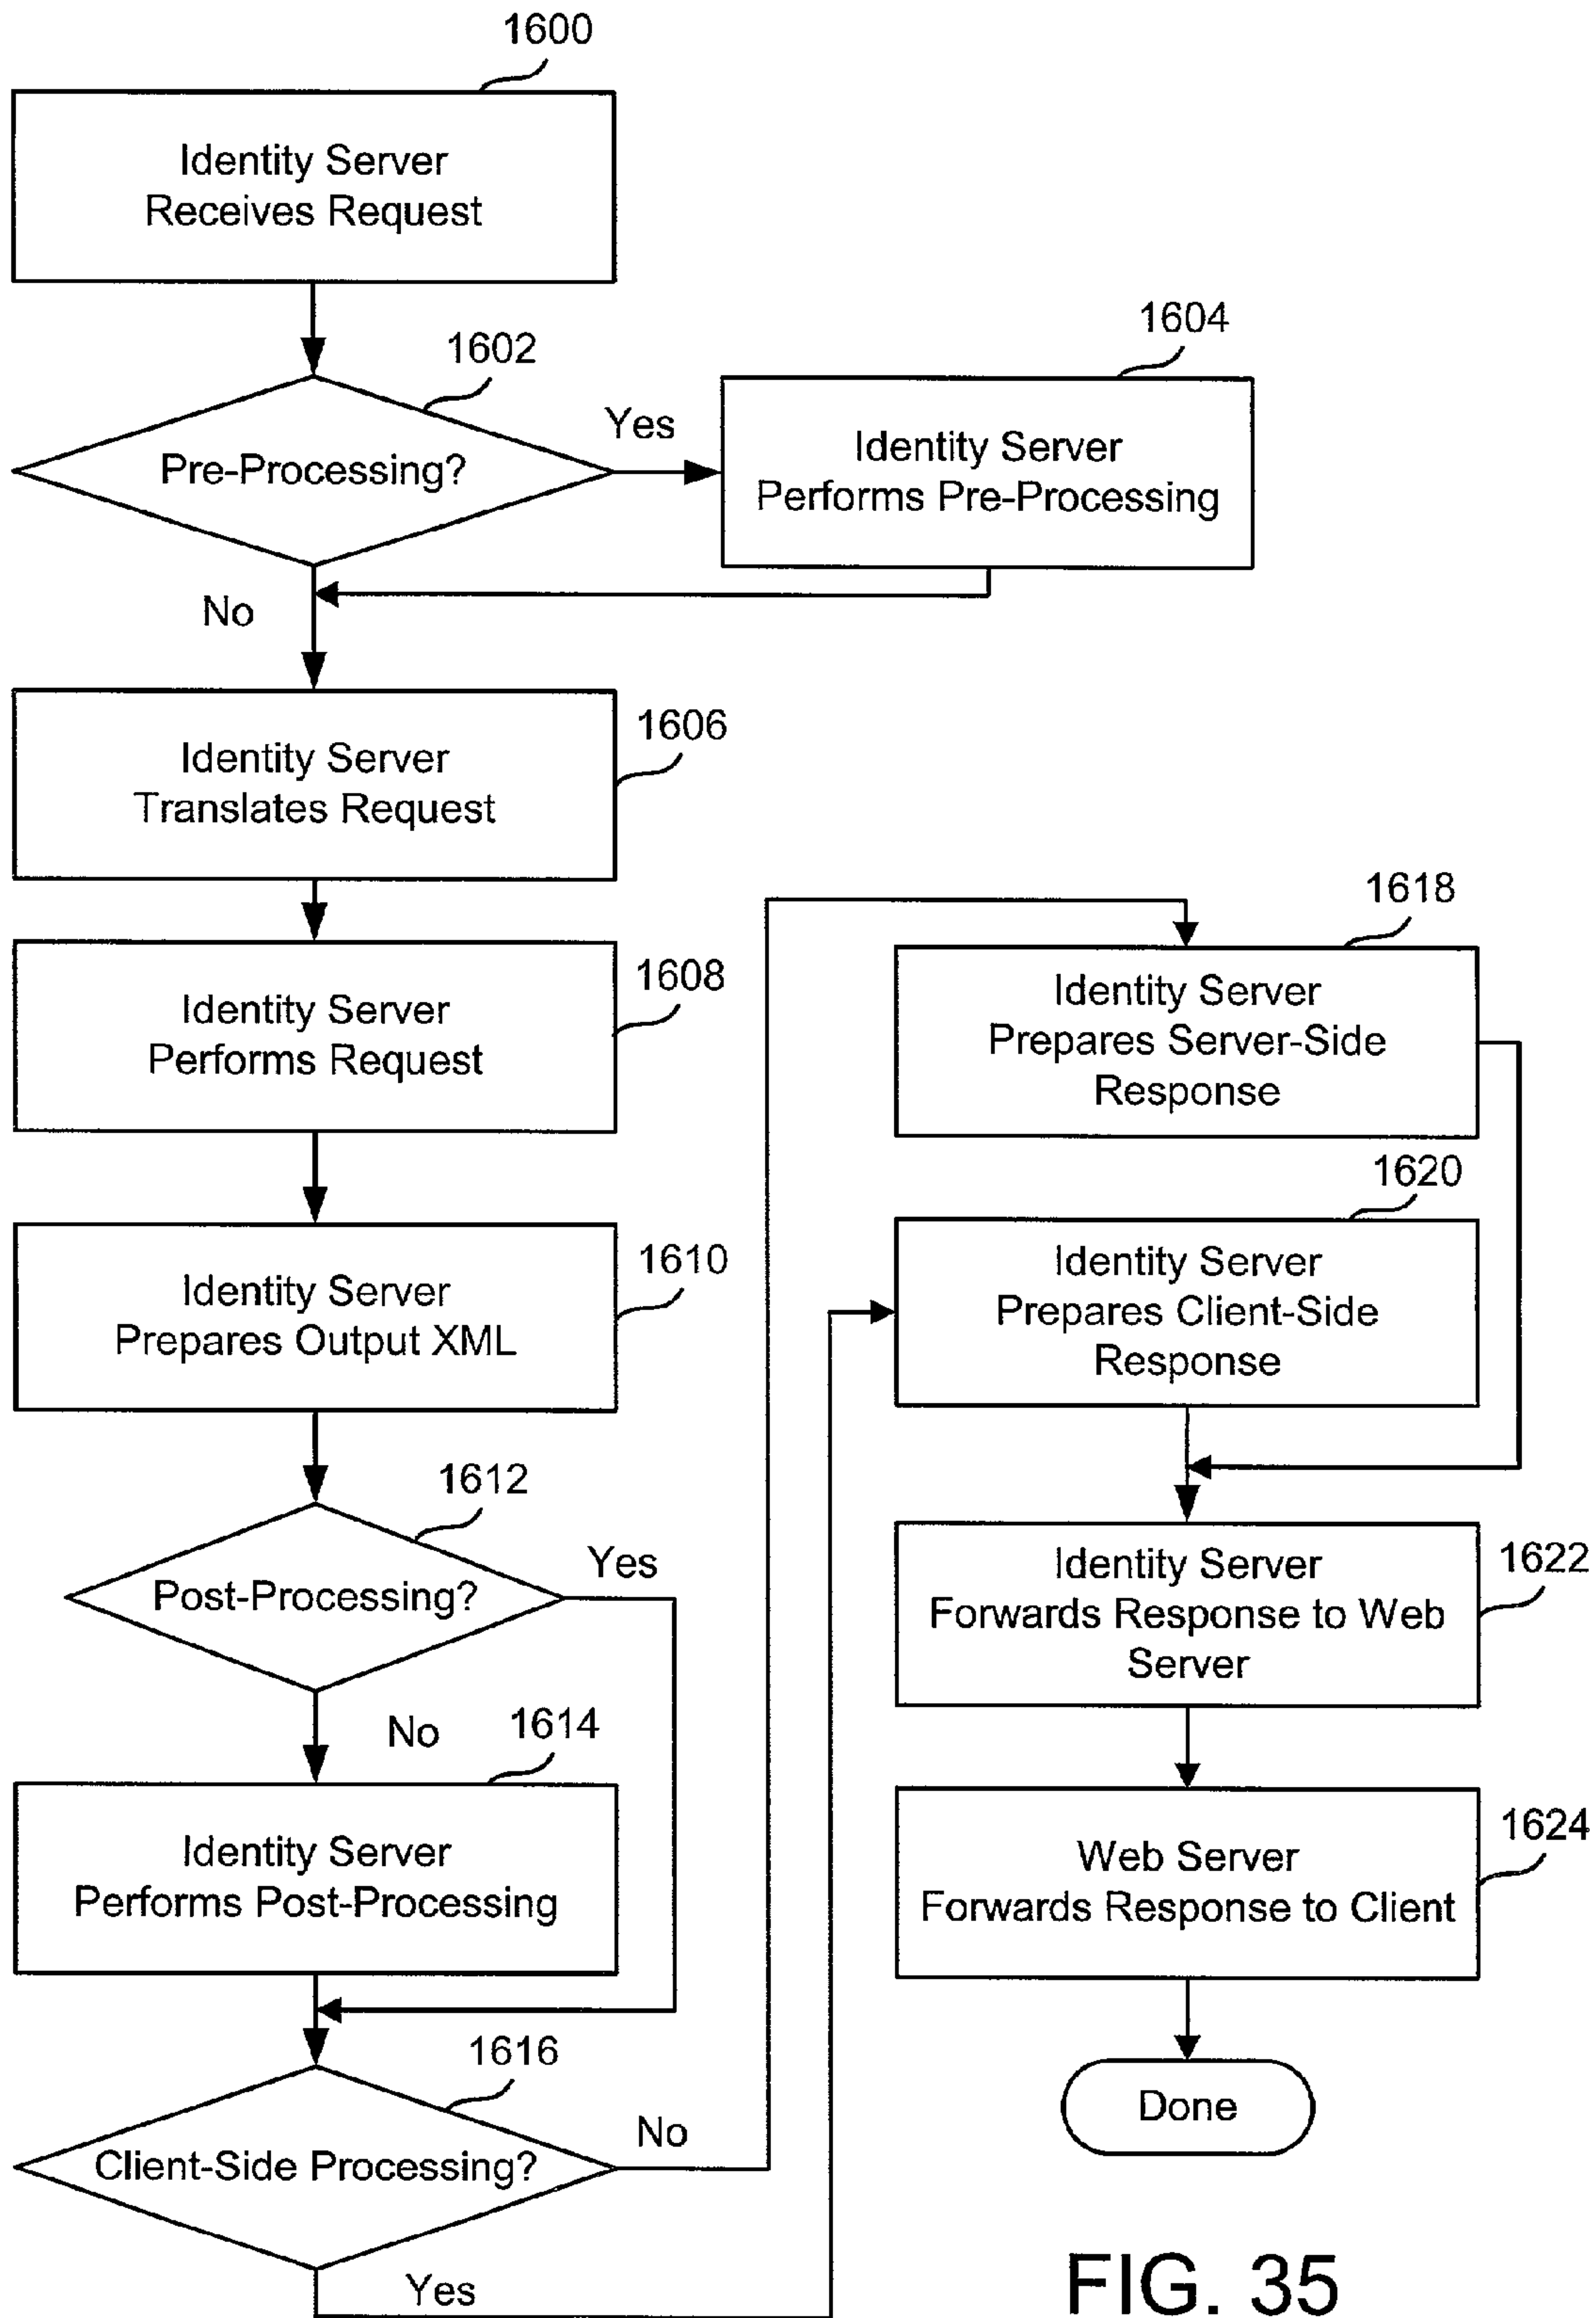 1600
Identity Server
Receives Request
1602
Pre-Processing?
Yes
No
1604
Identity Server
Performs Pre-Processing
1606
Identity Server
Translates Request
1608
Identity Server
Performs Request
1610
Identity Server
Prepares Output XML
1612
Post-Processing?
Yes
No
1614
Identity Server
Performs Post-Processing
1616
Client-Side Processing?
No
Yes
1618
Identity Server
Prepares Server-Side
Response
1620
Identity Server
Prepares Client-Side
Response
1622
Identity Server
Forwards Response to Web
Server
1624
Web Server
Forwards Response to Client
Done
FIG. 35